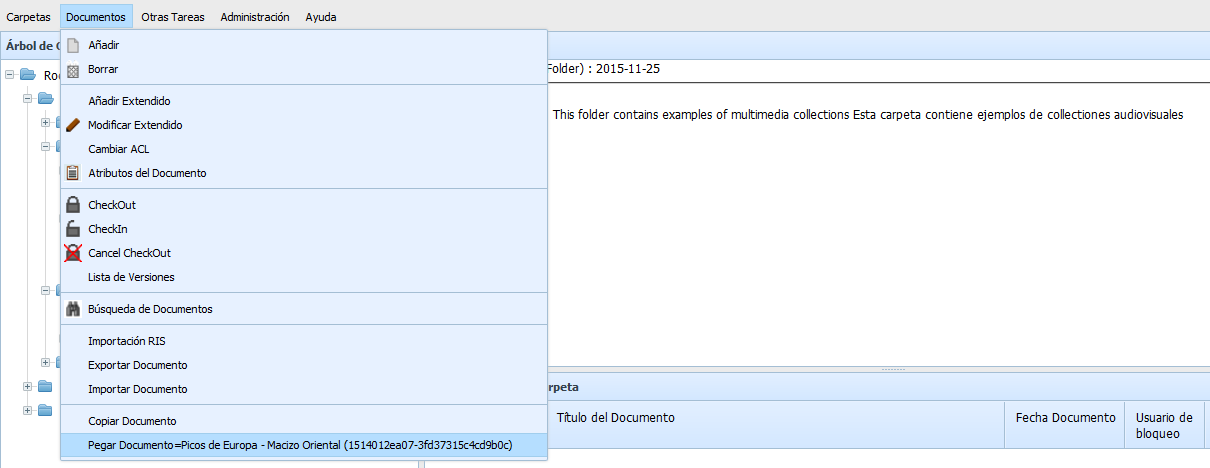 Carpetas Documentos Otras Tareas Administración Ayuda
Árbol de
Añadir
Borrar
Añadir Extendido
Modificar Extendido
Cambiar ACL
Atributos del Documento
CheckOut
CheckIn
Cancel CheckOut
Lista de Versiones
Búsqueda de Documentos
Importación RIS
Exportar Documento
Importar Documento
Copiar Documento
Pegar Documento=Picos de Europa - Macizo Oriental (1514012ea07-3fd37315c4cd9b0c)
Folder) : 2015-11-25
This folder contains examples of multimedia collections Esta carpeta contiene ejemplos de collectiones audiovisuales
rpeta
Título del Documento Fecha Documento Usuario de
bloqueo